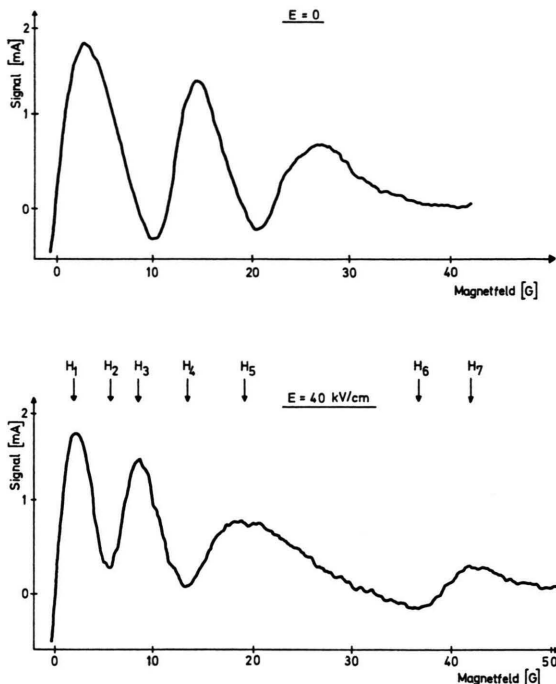 E = 0
Signal [mA]
2
1
0
0
10
20
30
40
Magnetfeld [G]
H1
H2
H3
H4
H5
H6
H7
E = 40 kV/cm
Signal [mA]
2
1
0
0
10
20
30
40
50
Magnetfeld [G]